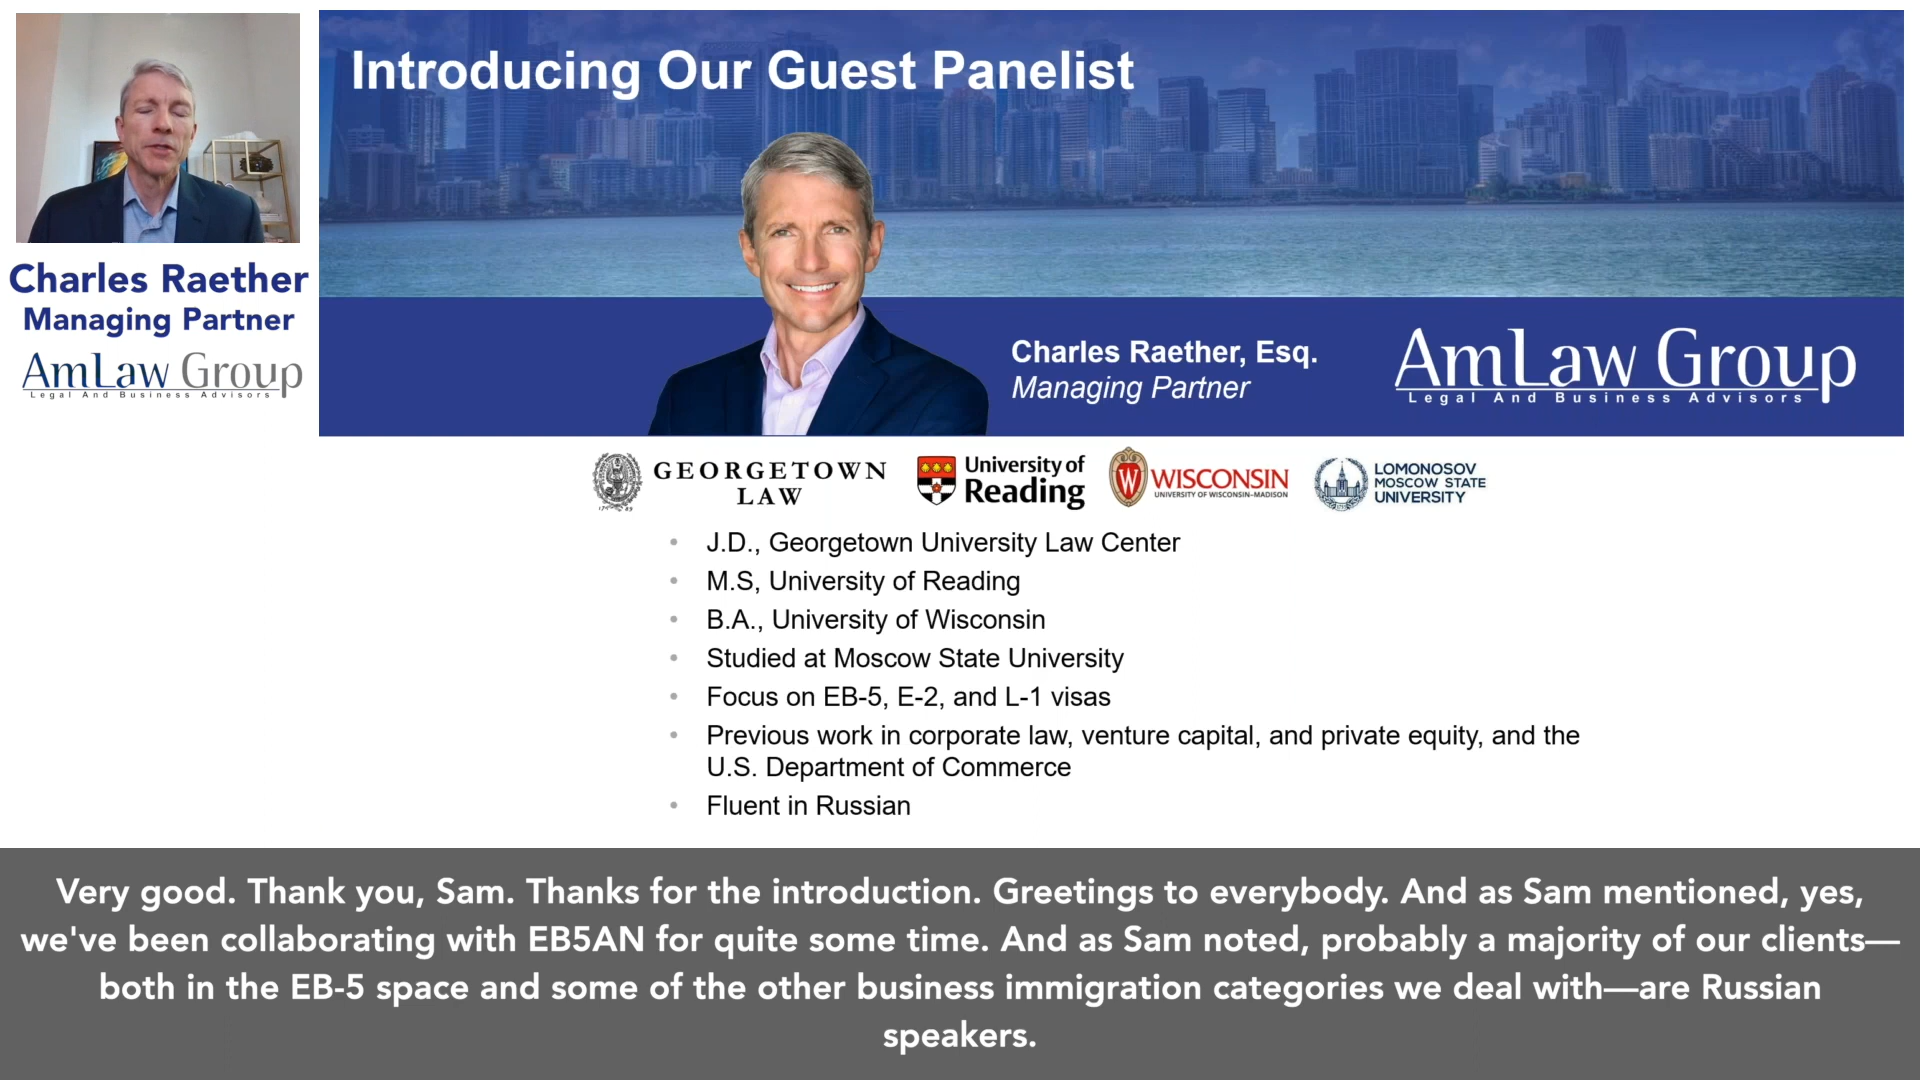 Introducing Our Guest Panelist
Charles Raether
Managing Partner
AmLaw Group
Legal And Business Advisors
Charles Raether, Esq.
Managing Partner
AmLaw Group
Legal And Business Advisors
GEORGETOWN
LAW
University of
Reading
W WISCONSIN
UNIVERSITY OF WISCONSIN–MADISON
LOMONOSOV
MOSCOW STATE
UNIVERSITY
• J.D., Georgetown University Law Center
• M.S, University of Reading
• B.A., University of Wisconsin
• Studied at Moscow State University
• Focus on EB-5, E-2, and L-1 visas
• Previous work in corporate law, venture capital, and private equity, and the
U.S. Department of Commerce
• Fluent in Russian
Very good. Thank you, Sam. Thanks for the introduction. Greetings to everybody. And as Sam mentioned, yes,
we've been collaborating with EB5AN for quite some time. And as Sam noted, probably a majority of our clients—
both in the EB-5 space and some of the other business immigration categories we deal with—are Russian
speakers.